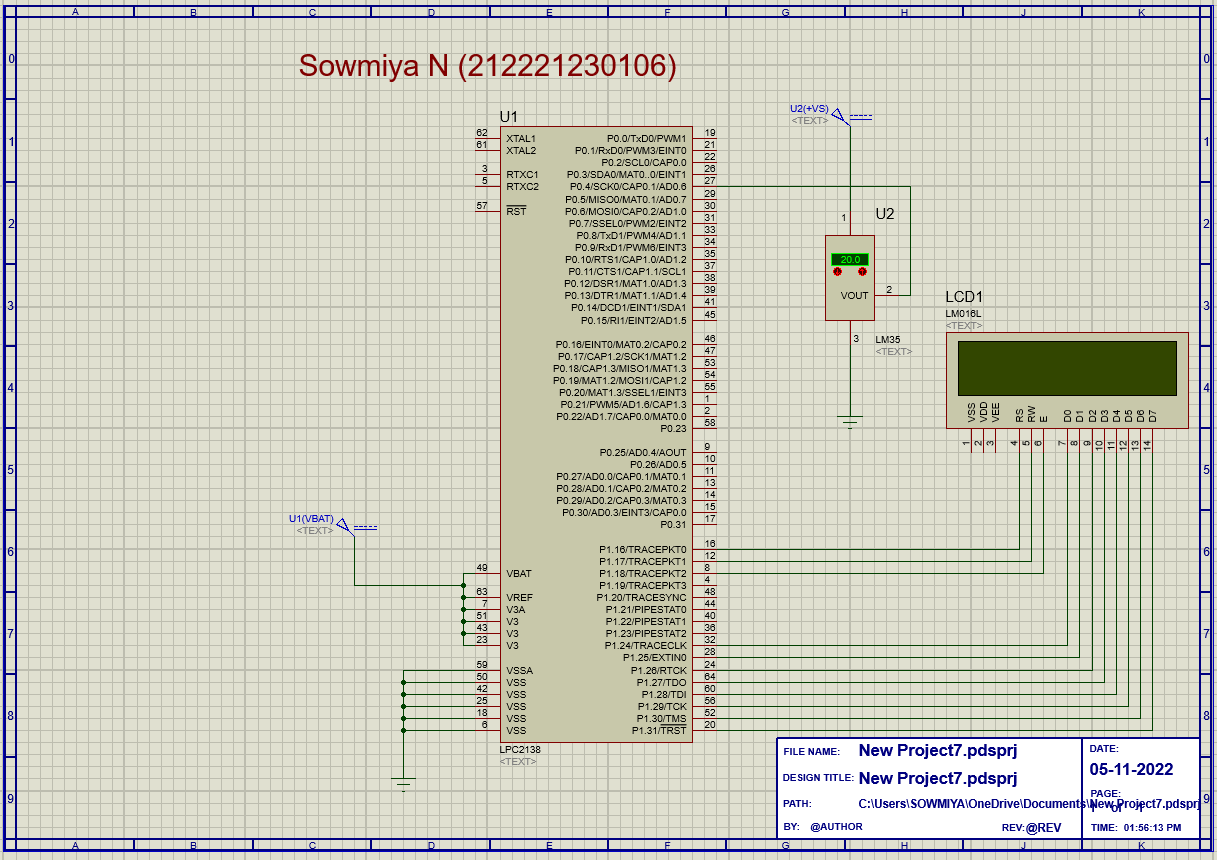 A B C D E F G H J K
0 0
Sowmiya N (212221230106)
U2(+VS)
<TEXT>
U1
62 XTAL1 P0.0/TxD0/PWM1 19
61 XTAL2 P0.1/RxD0/PWM3/EINT0 21
1 1
P0.2/SCL0/CAP0.0 22
3 RTXC1 P0.3/SDA0/MAT0..0/EINT1 26
5 RTXC2 P0.4/SCK0/CAP0.1/AD0.6 27
P0.5/MISO0/MAT0.1/AD0.7 29
57 RST P0.6/MOSI0/CAP0.2/AD1.0 30
P0.7/SSEL0/PWM2/EINT2 31
2 2
P0.8/TxD1/PWM4/AD1.1 33
P0.9/RxD1/PWM6/EINT3 34
P0.10/RTS1/CAP1.0/AD1.2 35
P0.11/CTS1/CAP1.1/SCL1 37
P0.12/DSR1/MAT1.0/AD1.3 38
P0.13/DTR1/MAT1.1/AD1.4 39
P0.14/DCD1/EINT1/SDA1 41
3 3
P0.15/RI1/EINT2/AD1.5 45
1
U2
20.0
VOUT 2
3
LM35
<TEXT>
LCD1
LM016L
<TEXT>
P0.16/EINT0/MAT0.2/CAP0.2 46
P0.17/CAP1.2/SCK1/MAT1.2 47
P0.18/CAP1.3/MISO1/MAT1.3 53
P0.19/MAT1.2/MOSI1/CAP1.2 54
4 4
P0.20/MAT1.3/SSEL1/EINT3 55
P0.21/PWM5/AD1.6/CAP1.3 1
P0.22/AD1.7/CAP0.0/MAT0.0 2
P0.23 58
VSS VDD VEE RS RW E D0 D1 D2 D3 D4 D5 D6 D7
1 2 3 4 5 6 7 8 9 10 11 12 13 14
P0.25/AD0.4/AOUT 9
P0.26/AD0.5 10
5 5
P0.27/AD0.0/CAP0.1/MAT0.1 11
P0.28/AD0.1/CAP0.2/MAT0.2 13
P0.29/AD0.2/CAP0.3/MAT0.3 14
P0.30/AD0.3/EINT3/CAP0.0 15
P0.31 17
U1(VBAT)
<TEXT>
6 6
P1.16/TRACEPKT0 16
P1.17/TRACEPKT1 12
49 VBAT P1.18/TRACEPKT2 8
P1.19/TRACEPKT3 4
63 VREF P1.20/TRACESYNC 48
7 V3A P1.21/PIPESTAT0 44
51 V3 P1.22/PIPESTAT1 40
43 V3 P1.23/PIPESTAT2 36
7 7
23 V3 P1.24/TRACECLK 32
P1.25/EXTIN0 28
59 VSSA P1.26/RTCK 24
50 VSS P1.27/TDO 64
42 VSS P1.28/TDI 60
25 VSS P1.29/TCK 56
8 8
18 VSS P1.30/TMS 52
6 VSS P1.31/TRST 20
LPC2138
<TEXT>
9 9
FILE NAME: New Project7.pdsprj
DESIGN TITLE: New Project7.pdsprj
PATH: C:\Users\SOWMIYA\OneDrive\Documents\New Project7.pdsprj
BY: @AUTHOR REV:@REV
DATE:
05-11-2022
PAGE:
TIME: 01:56:13 PM
A B C D E F G H J K